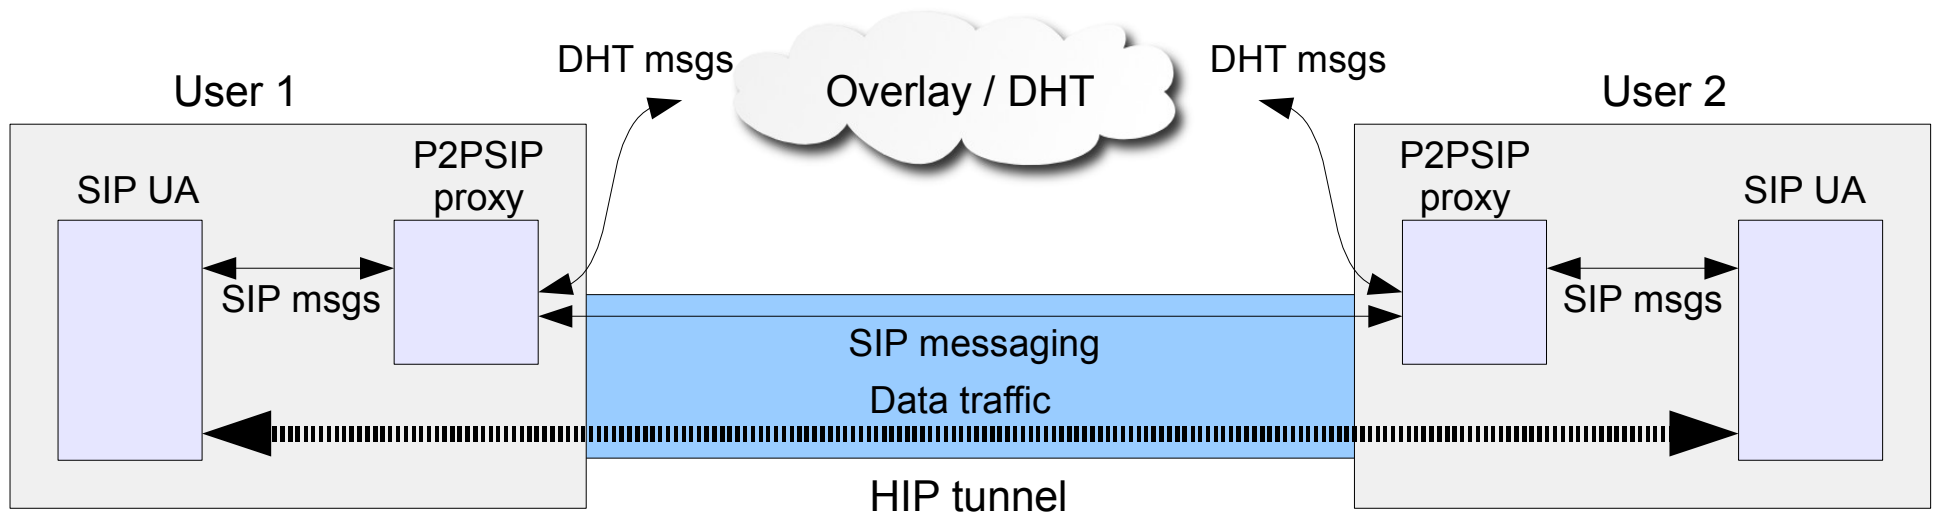 DHT msgs
Overlay / DHT
DHT msgs
User 1
User 2
P2PSIP
proxy
SIP UA
SIP msgs
P2PSIP
proxy
SIP UA
SIP msgs
SIP messaging
Data traffic
HIP tunnel